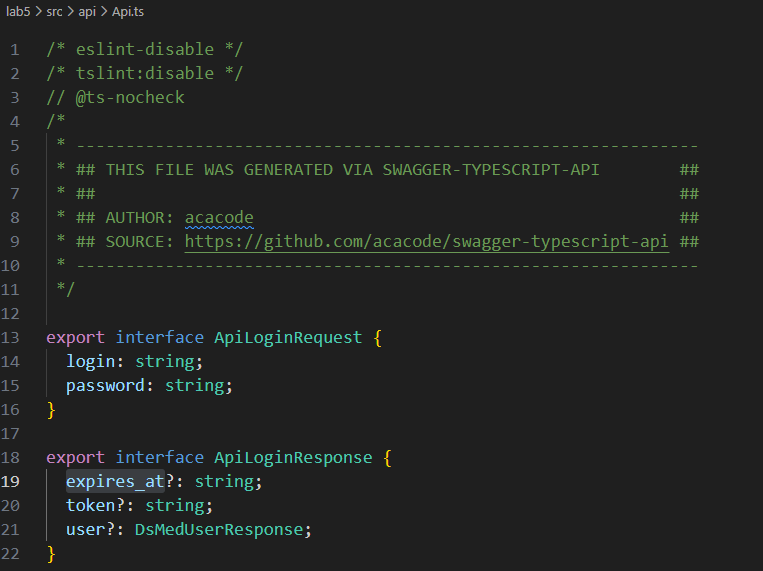 lab5 > src > api > Api.ts
1 /* eslint-disable */
2 /* tslint:disable */
3 // @ts-nocheck
4 /*
5  * ---------------------------------------------------------------
6  * ## THIS FILE WAS GENERATED VIA SWAGGER-TYPESCRIPT-API        ##
7  * ##                                                           ##
8  * ## AUTHOR: acacode                                           ##
9  * ## SOURCE: https://github.com/acacode/swagger-typescript-api ##
10  * ---------------------------------------------------------------
11  */
12
13 export interface ApiLoginRequest {
14   login: string;
15   password: string;
16 }
17
18 export interface ApiLoginResponse {
19   expires_at?: string;
20   token?: string;
21   user?: DsMedUserResponse;
22 }